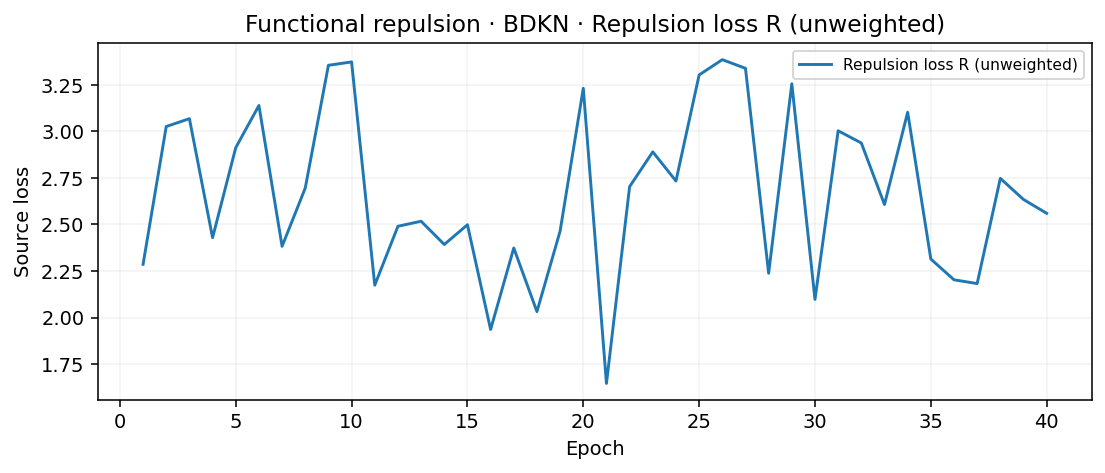 Functional repulsion · BDKN · Repulsion loss R (unweighted)
Repulsion loss R (unweighted)
Source loss
3.25
3.00
2.75
2.50
2.25
2.00
1.75
0 5 10 15 20 25 30 35 40
Epoch